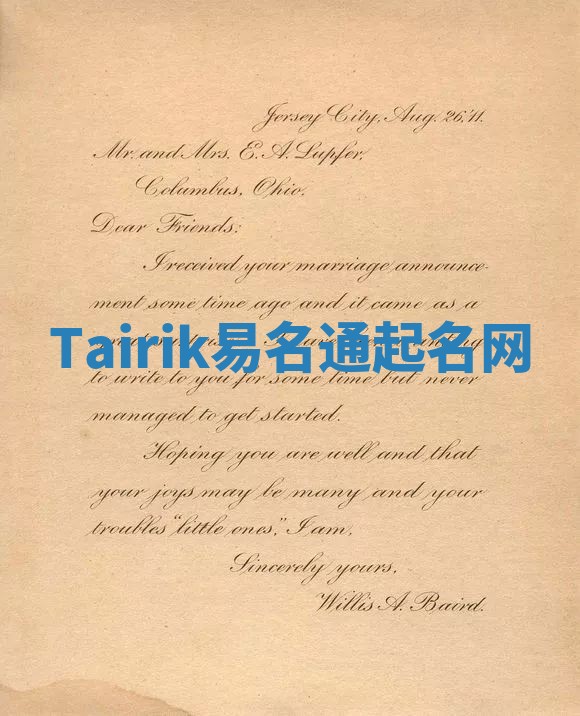 Jersey City, Aug. 26, '11.
Mr. and Mrs. E. A. Lupfer,
Columbus, Ohio.
Dear Friends:
I received your marriage announce-
ment some time ago and it came as a
Tairik易名通起名网
to write to you for some time but never
managed to get started.
Hoping you are well and that
your joys may be many and your
troubles "little ones," I am,
Sincerely yours,
Willis A. Baird.